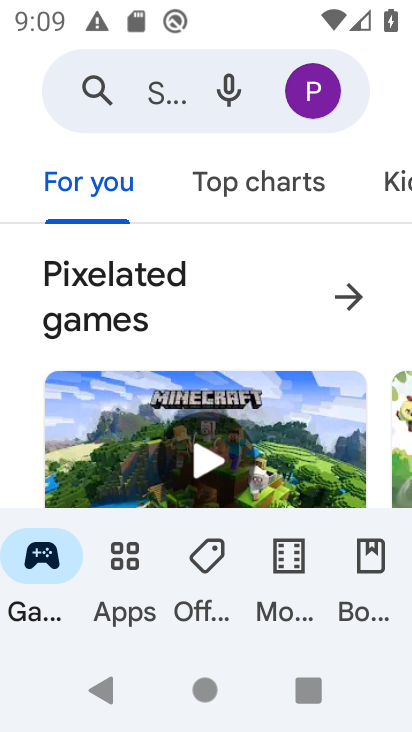 9:09
S...
P
For you
Top charts
Kid
Pixelated
games
MINECRAFT
Ga...
Apps
Off...
Mo...
Bo...